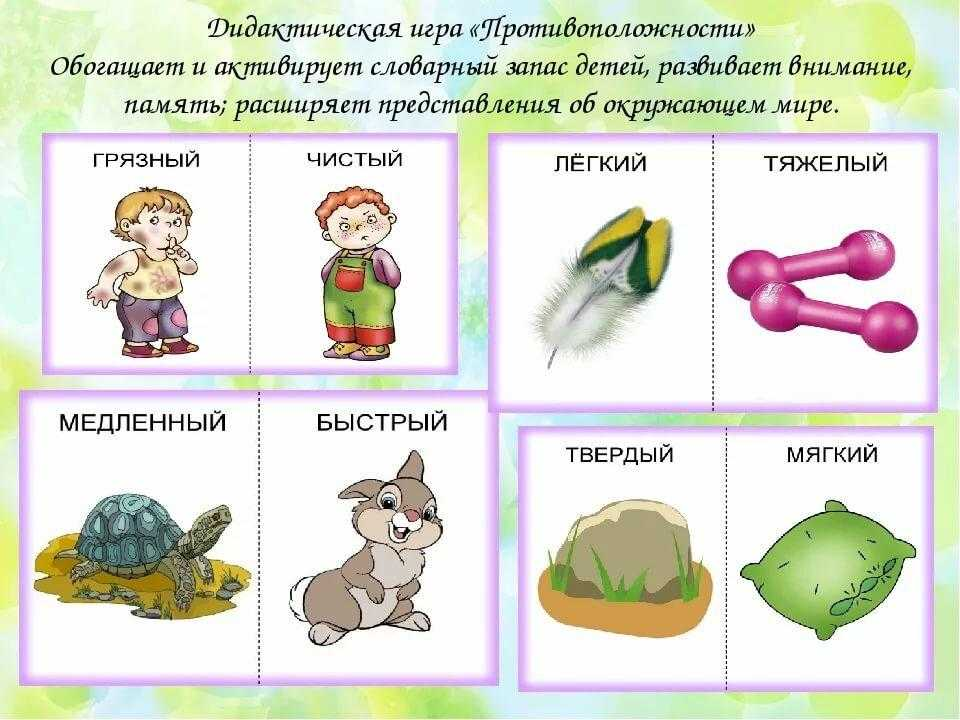 Дидактическая игра «Противоположности»
Обогащает и активирует словарный запас детей, развивает внимание,
память; расширяет представления об окружающем мире.
ГРЯЗНЫЙ ЧИСТЫЙ
ЛЁГКИЙ ТЯЖЕЛЫЙ
МЕДЛЕННЫЙ БЫСТРЫЙ
ТВЕРДЫЙ МЯГКИЙ